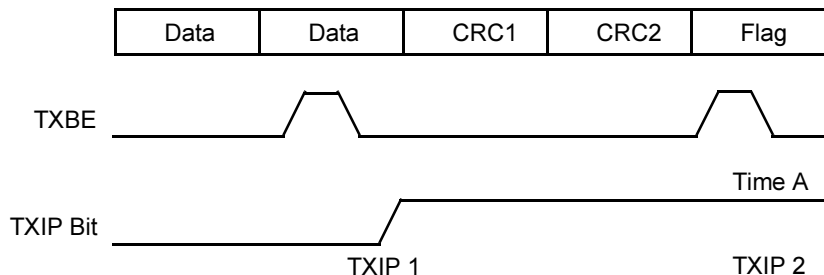 Data Data CRC1 CRC2 Flag
TXBE
Time A
TXIP Bit
TXIP 1 TXIP 2